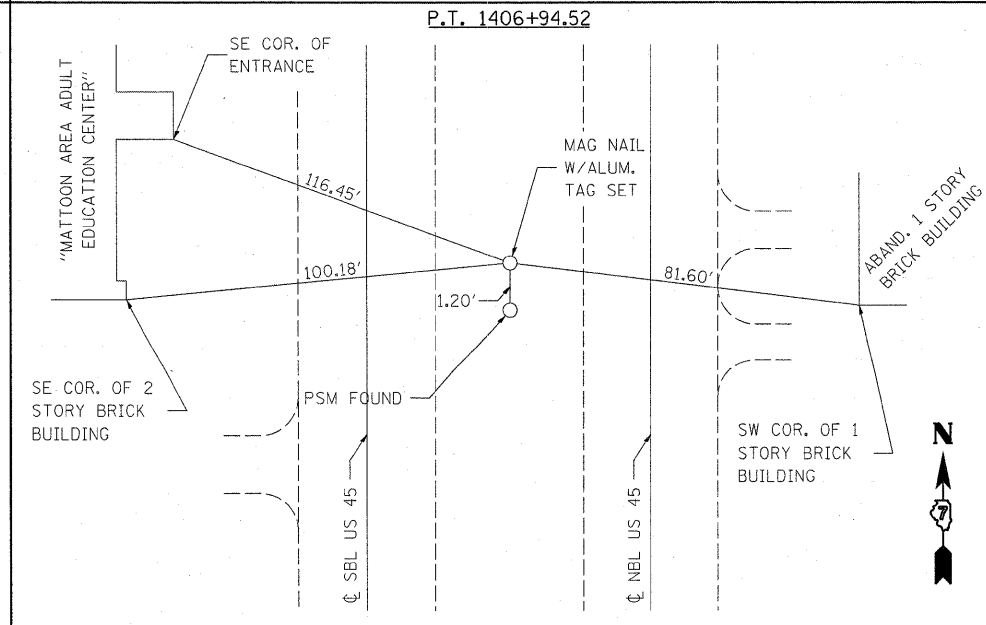 P.T. 1406+94.52
SE COR. OF
ENTRANCE
"MATTOON AREA ADULT
EDUCATION CENTER"
MAG NAIL
W/ALUM.
TAG SET
ABAND. 1 STORY
BRICK BUILDING
116.45'
100.18'
81.60'
1.20'
SE COR. OF 2
STORY BRICK
BUILDING
PSM FOUND
SW COR. OF 1
STORY BRICK
BUILDING
℄ SBL US 45
℄ NBL US 45
N
7